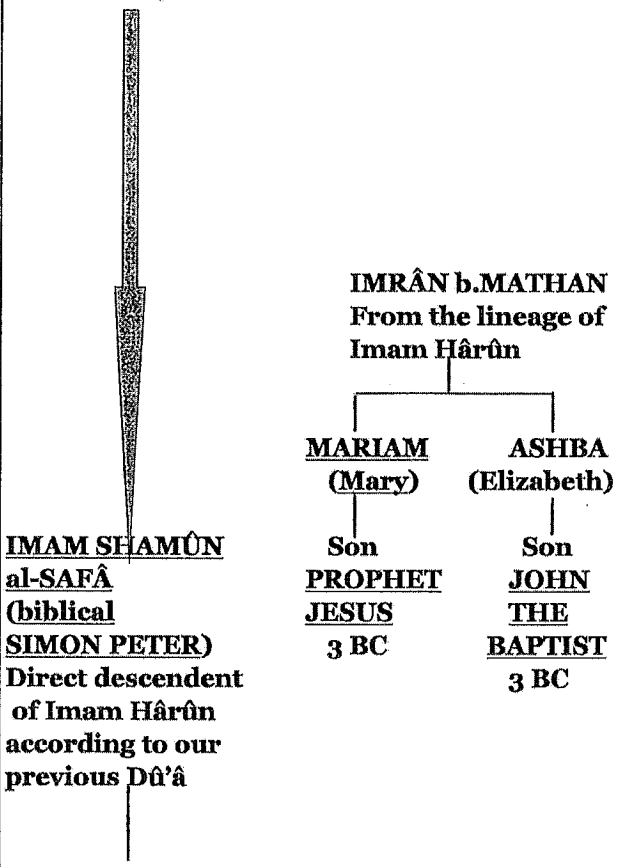 IMRÂN b.MATHAN
From the lineage of
Imam Hârûn
MARIAM
(Mary)
ASHBA
(Elizabeth)
IMAM SHAMÛN
al-SAFÂ
(biblical
SIMON PETER)
Direct descendent
of Imam Hârûn
according to our
previous Dû’â
Son
PROPHET
JESUS
3 BC
Son
JOHN
THE
BAPTIST
3 BC